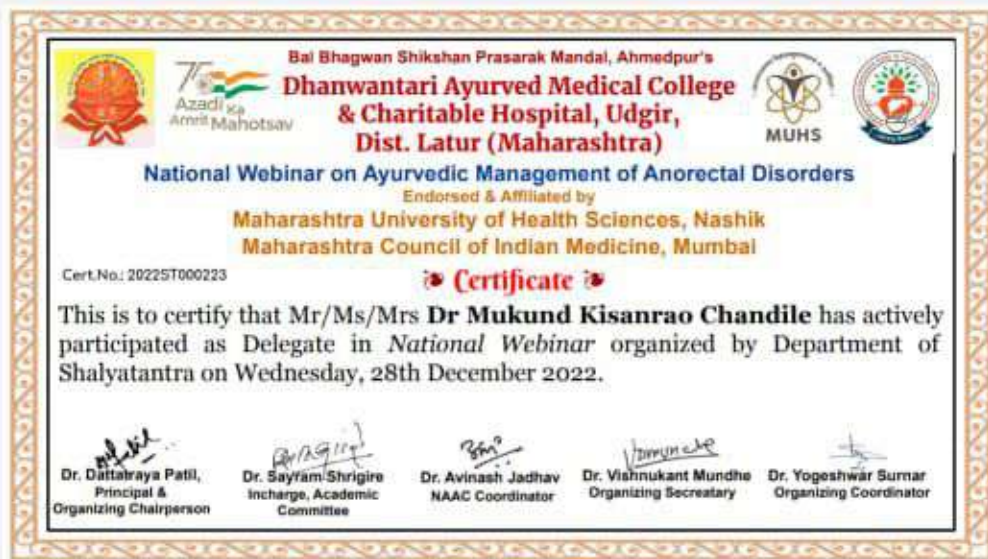 Bal Bhagwan Shikshan Prasarak Mandal, Ahmedpur's
Dhanwantari Ayurved Medical College
& Charitable Hospital, Udgir,
Dist. Latur (Maharashtra)
75
Azadi Ka
Amrit Mahotsav
MUHS
National Webinar on Ayurvedic Management of Anorectal Disorders
Endorsed & Affiliated by
Maharashtra University of Health Sciences, Nashik
Maharashtra Council of Indian Medicine, Mumbai
Cert.No.: 2022ST000223
Certificate
This is to certify that Mr/Ms/Mrs Dr Mukund Kisanrao Chandile has actively
participated as Delegate in National Webinar organized by Department of
Shalyatantra on Wednesday, 28th December 2022.
Dr. Dattatraya Patil,
Principal &
Organizing Chairperson
Dr. Sayram Shrigire
Incharge, Academic
Committee
Dr. Avinash Jadhav
NAAC Coordinator
Dr. Vishnukant Mundhe
Organizing Secreatary
Dr. Yogeshwar Surnar
Organizing Coordinator